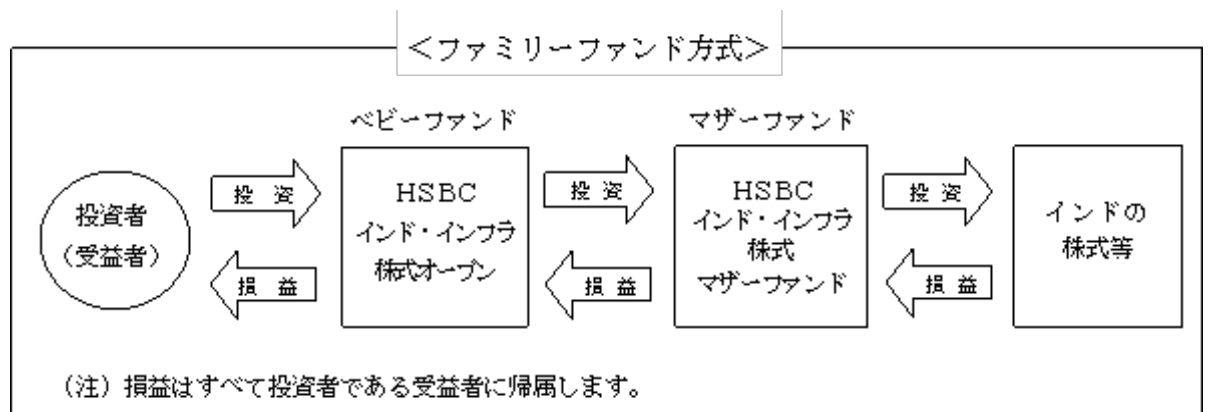 ＜ファミリーファンド方式＞
ベビーファンド
マザーファンド
投資者
（受益者）
投資
損益
HSBC
インド・インフラ
株式オープン
投資
損益
HSBC
インド・インフラ
株式
マザーファンド
投資
損益
インドの
株式等
（注）損益はすべて投資者である受益者に帰属します。